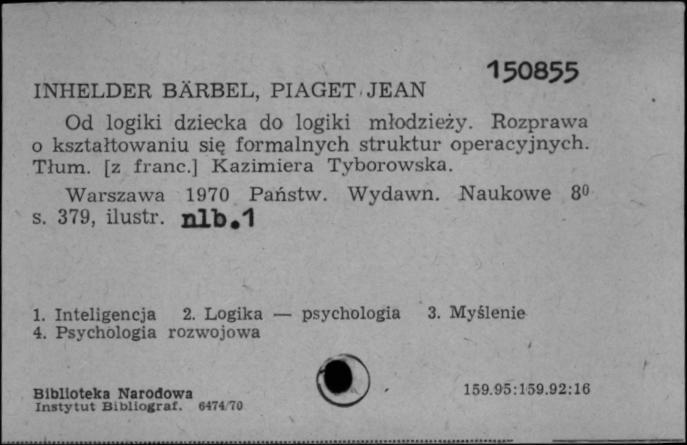 150855
INHELDER BÄRBEL, PIAGET JEAN
Od logiki dziecka do logiki młodzieży. Rozprawa
o kształtowaniu się formalnych struktur operacyjnych.
Tłum. [z franc.] Kazimiera Tyborowska.
Warszawa 1970 Państw. Wydawn. Naukowe 8⁰
s. 379, ilustr. nlb.1
1. Inteligencja 2. Logika — psychologia 3. Myślenie
4. Psychologia rozwojowa
Biblioteka Narodowa
Instytut Bibliograf. 6474/70
159.95:159.92:16